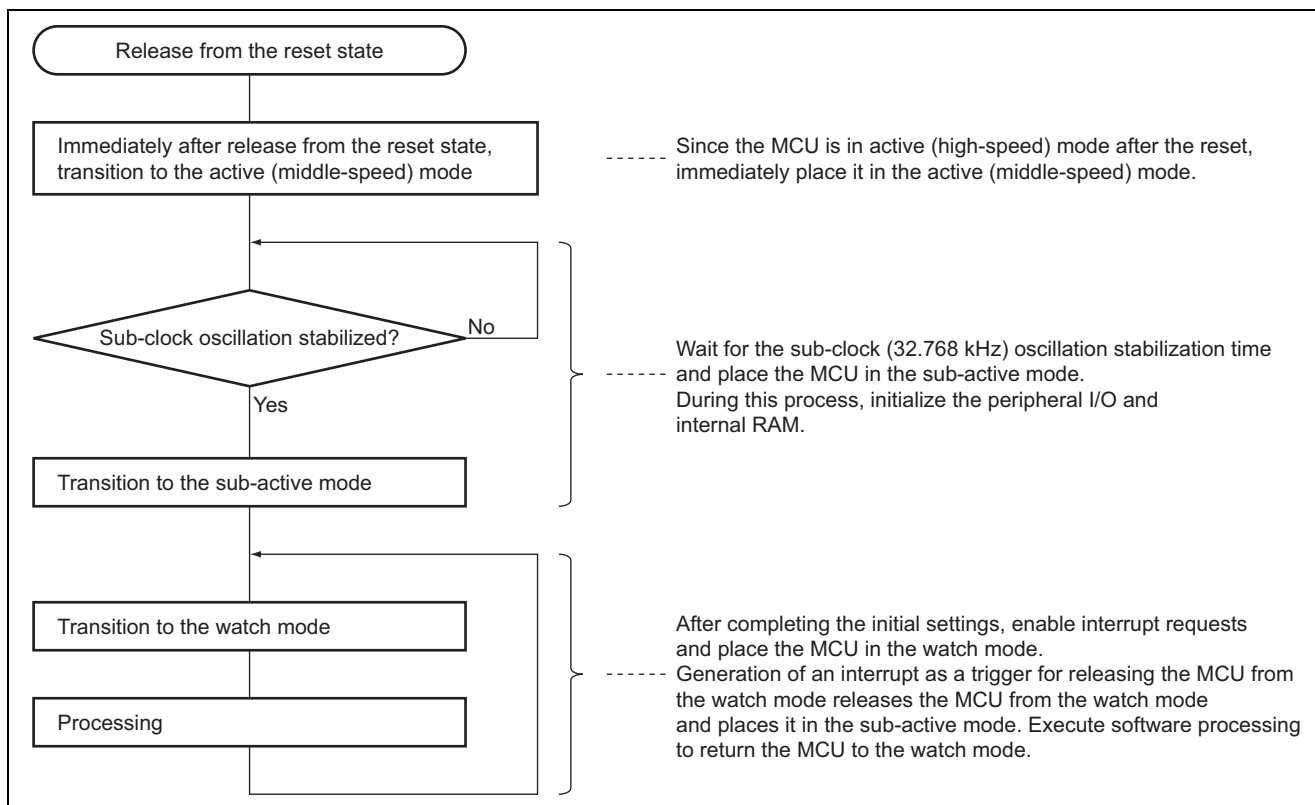 Release from the reset state
Immediately after release from the reset state,
transition to the active (middle-speed) mode
Since the MCU is in active (high-speed) mode after the reset,
immediately place it in the active (middle-speed) mode.
Sub-clock oscillation stabilized?
No
Yes
Wait for the sub-clock (32.768 kHz) oscillation stabilization time
and place the MCU in the sub-active mode.
During this process, initialize the peripheral I/O and
internal RAM.
Transition to the sub-active mode
Transition to the watch mode
Processing
After completing the initial settings, enable interrupt requests
and place the MCU in the watch mode.
Generation of an interrupt as a trigger for releasing the MCU from
the watch mode releases the MCU from the watch mode
and places it in the sub-active mode. Execute software processing
to return the MCU to the watch mode.